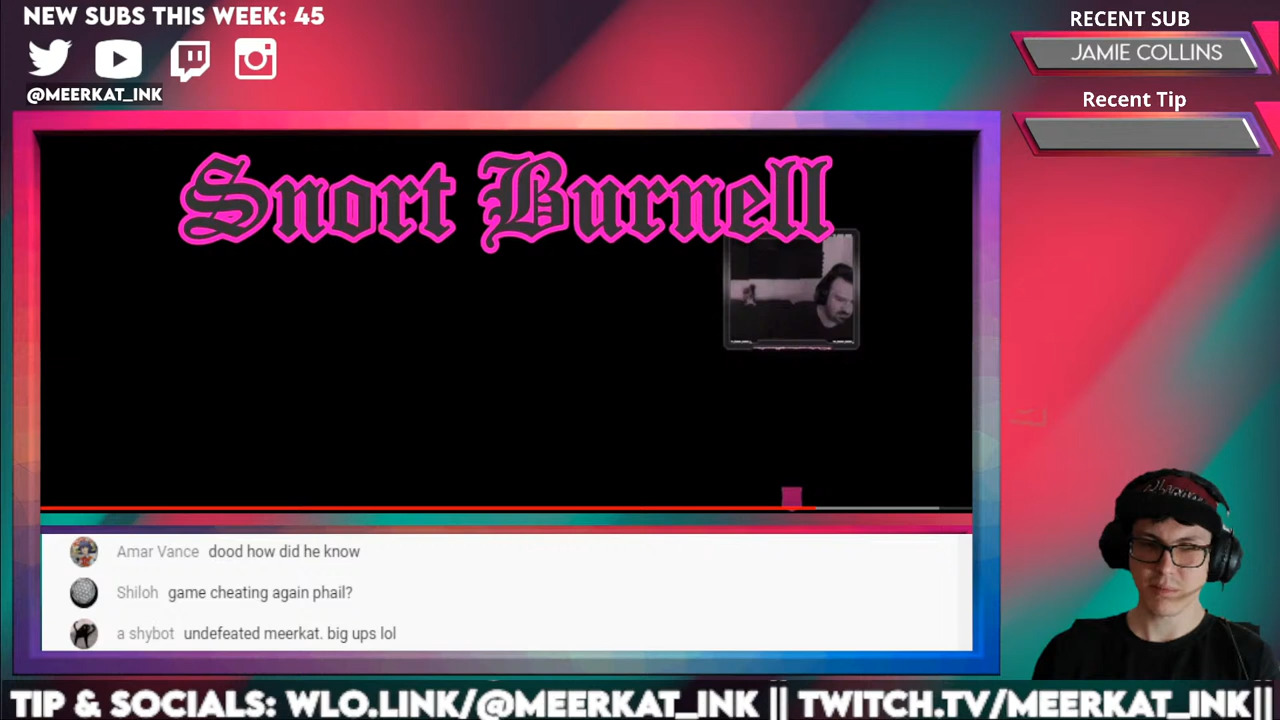 NEW SUBS THIS WEEK: 45
@MEERKAT_INK
RECENT SUB
JAMIE COLLINS
Recent Tip
Snort Burnell
Amar Vance dood how did he know
Shiloh game cheating again phail?
a shybot undefeated meerkat. big ups lol
TIP & SOCIALS: WLO.LINK/@MEERKAT_INK || TWITCH.TV/MEERKAT_INK||